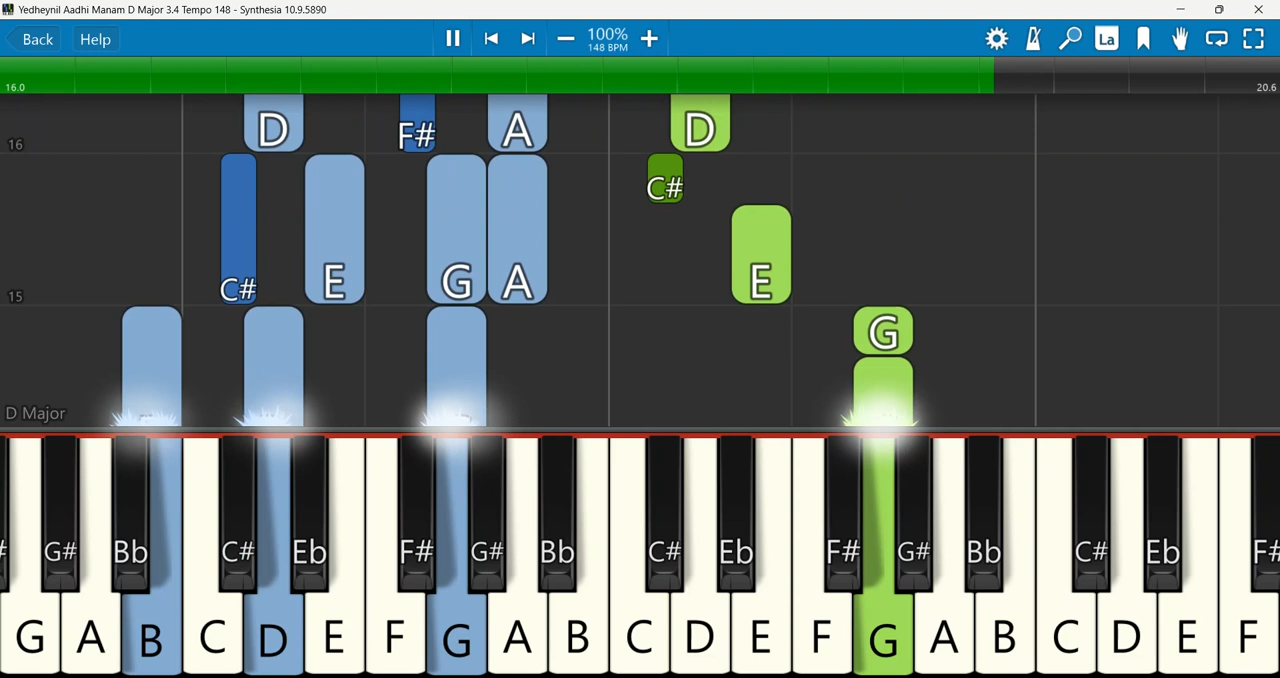 Yedheynil Aadhi Manam D Major 3.4 Tempo 148 - Synthesia 10.9.5890
Back Help 100% La
148 BPM
16.0 20.6
D F# A D
16
C#
C# E G A E
15
G
D Major
# G# Bb C# Eb F# G# Bb C# Eb F# G# Bb C# Eb F#
G A B C D E F G A B C D E F G A B C D E F